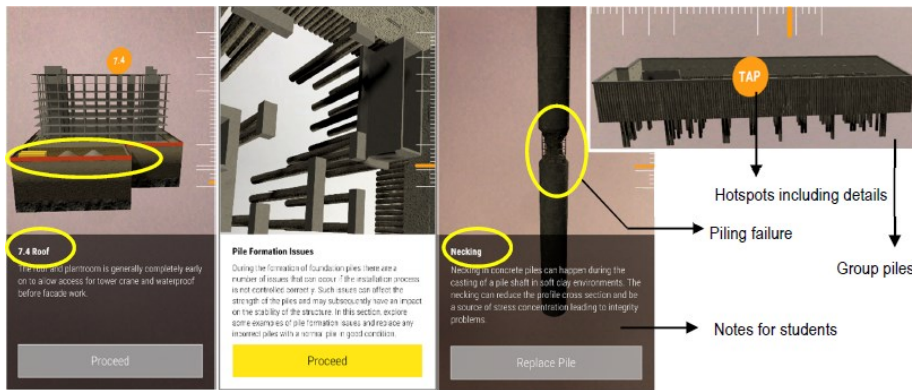 7.4
7.4 Roof
The roof and plantroom is generally completely early
on to allow access for tower crane and waterproof
before facade work.
Proceed
Pile Formation Issues
During the formation of foundation piles there are a
number of issues that can occur if the installation process
is not controlled correctly. Such issues can affect the
strength of the piles and may subsequently have an impact
on the stability of the structure. In this section, explore
some examples of pile formation issues and replace any
incorrect piles with a normal pile in good condition.
Proceed
Necking
Necking in concrete piles can happen during the
casting of a pile shaft in soft clay environments. The
necking can reduce the profile cross section and be
a source of stress concentration leading to integrity
problems.
Replace Pile
TAP
Hotspots including details
Piling failure
Group piles
Notes for students